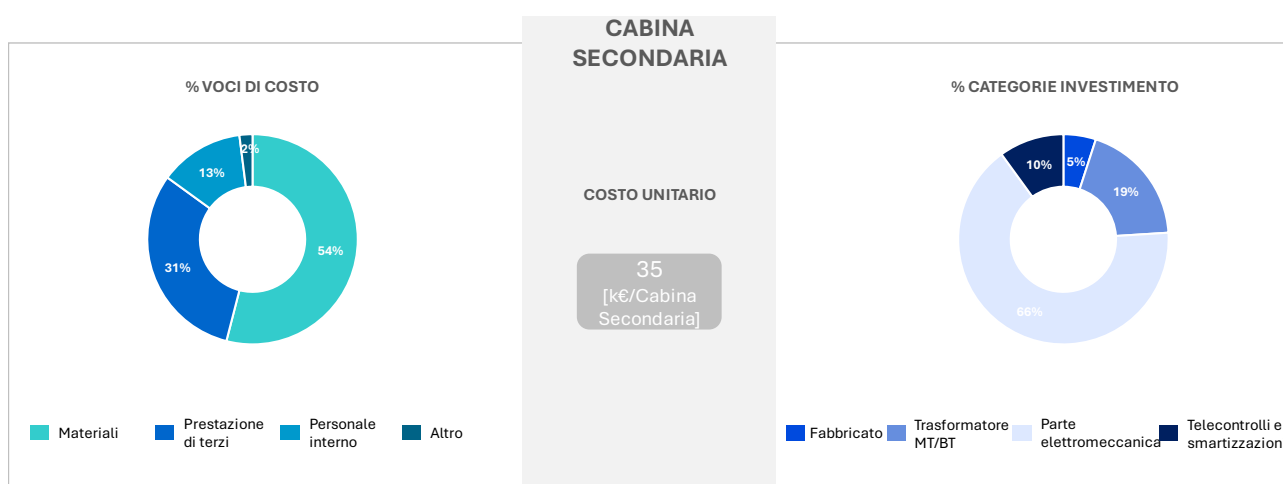 CABINA
SECONDARIA
% VOCI DI COSTO
2%
13%
54%
31%
Materiali
Prestazione
di terzi
Personale
interno
Altro
COSTO UNITARIO
35
[k€/Cabina
Secondaria]
% CATEGORIE INVESTIMENTO
10%
5%
19%
66%
Fabbricato
Trasformatore
MT/BT
Parte
elettromeccanica
Telecontrolli e
smartizzazion